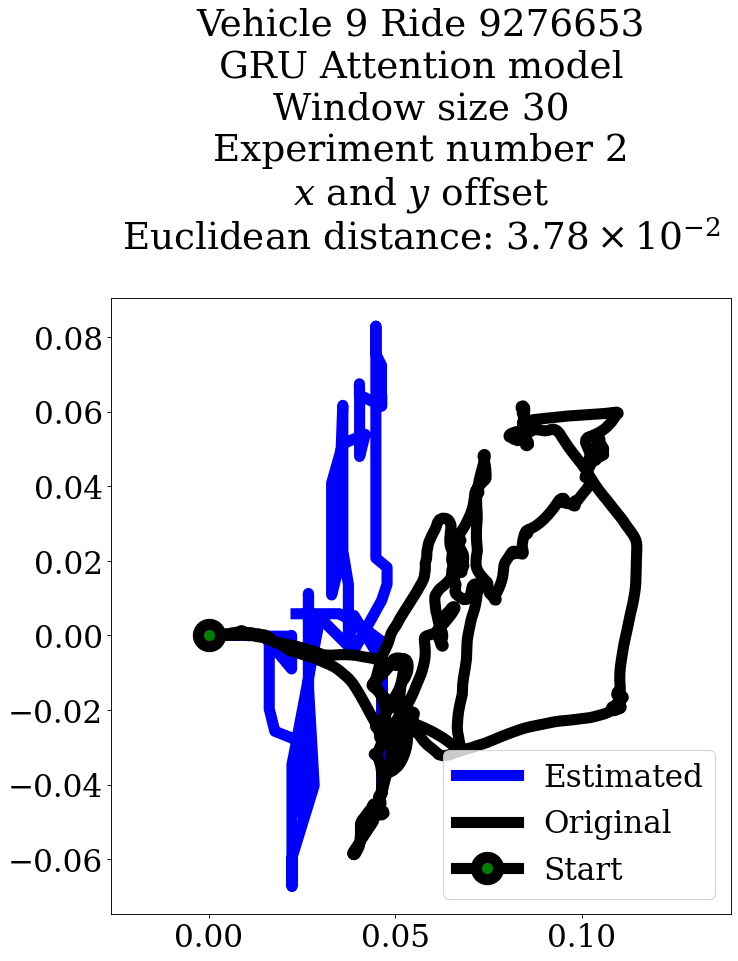 Vehicle 9 Ride 9276653
GRU Attention model
Window size 30
Experiment number 2
x and y offset
Euclidean distance: 3.78 × 10⁻²
0.08
0.06
0.04
0.02
0.00
−0.02
−0.04
−0.06
Estimated
Original
Start
0.00 0.05 0.10